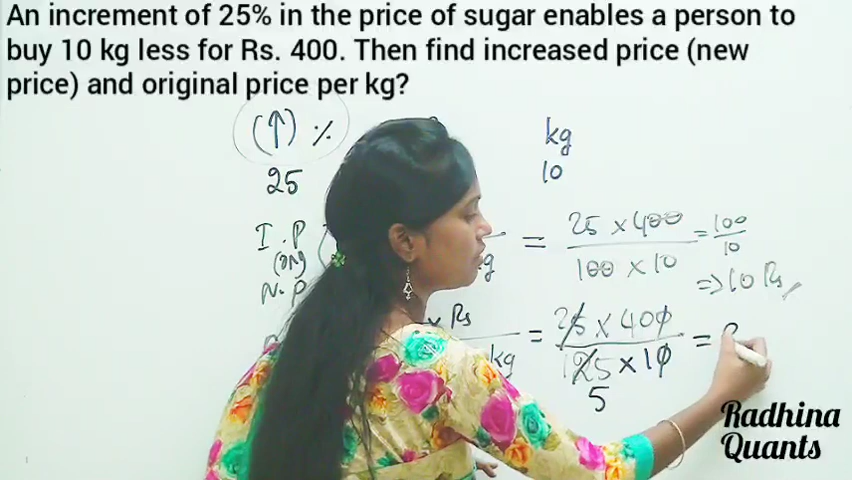 An increment of 25% in the price of sugar enables a person to
buy 10 kg less for Rs. 400. Then find increased price (new
price) and original price per kg?
(↑) %
kg
25
10
I.P
= 25 × 400 / 100 × 10 = 100 / 10
⇒ 10 Rs
N.P
Rs
kg
= 25 × 400 / 125 × 10 =
5
Radhina
Quants